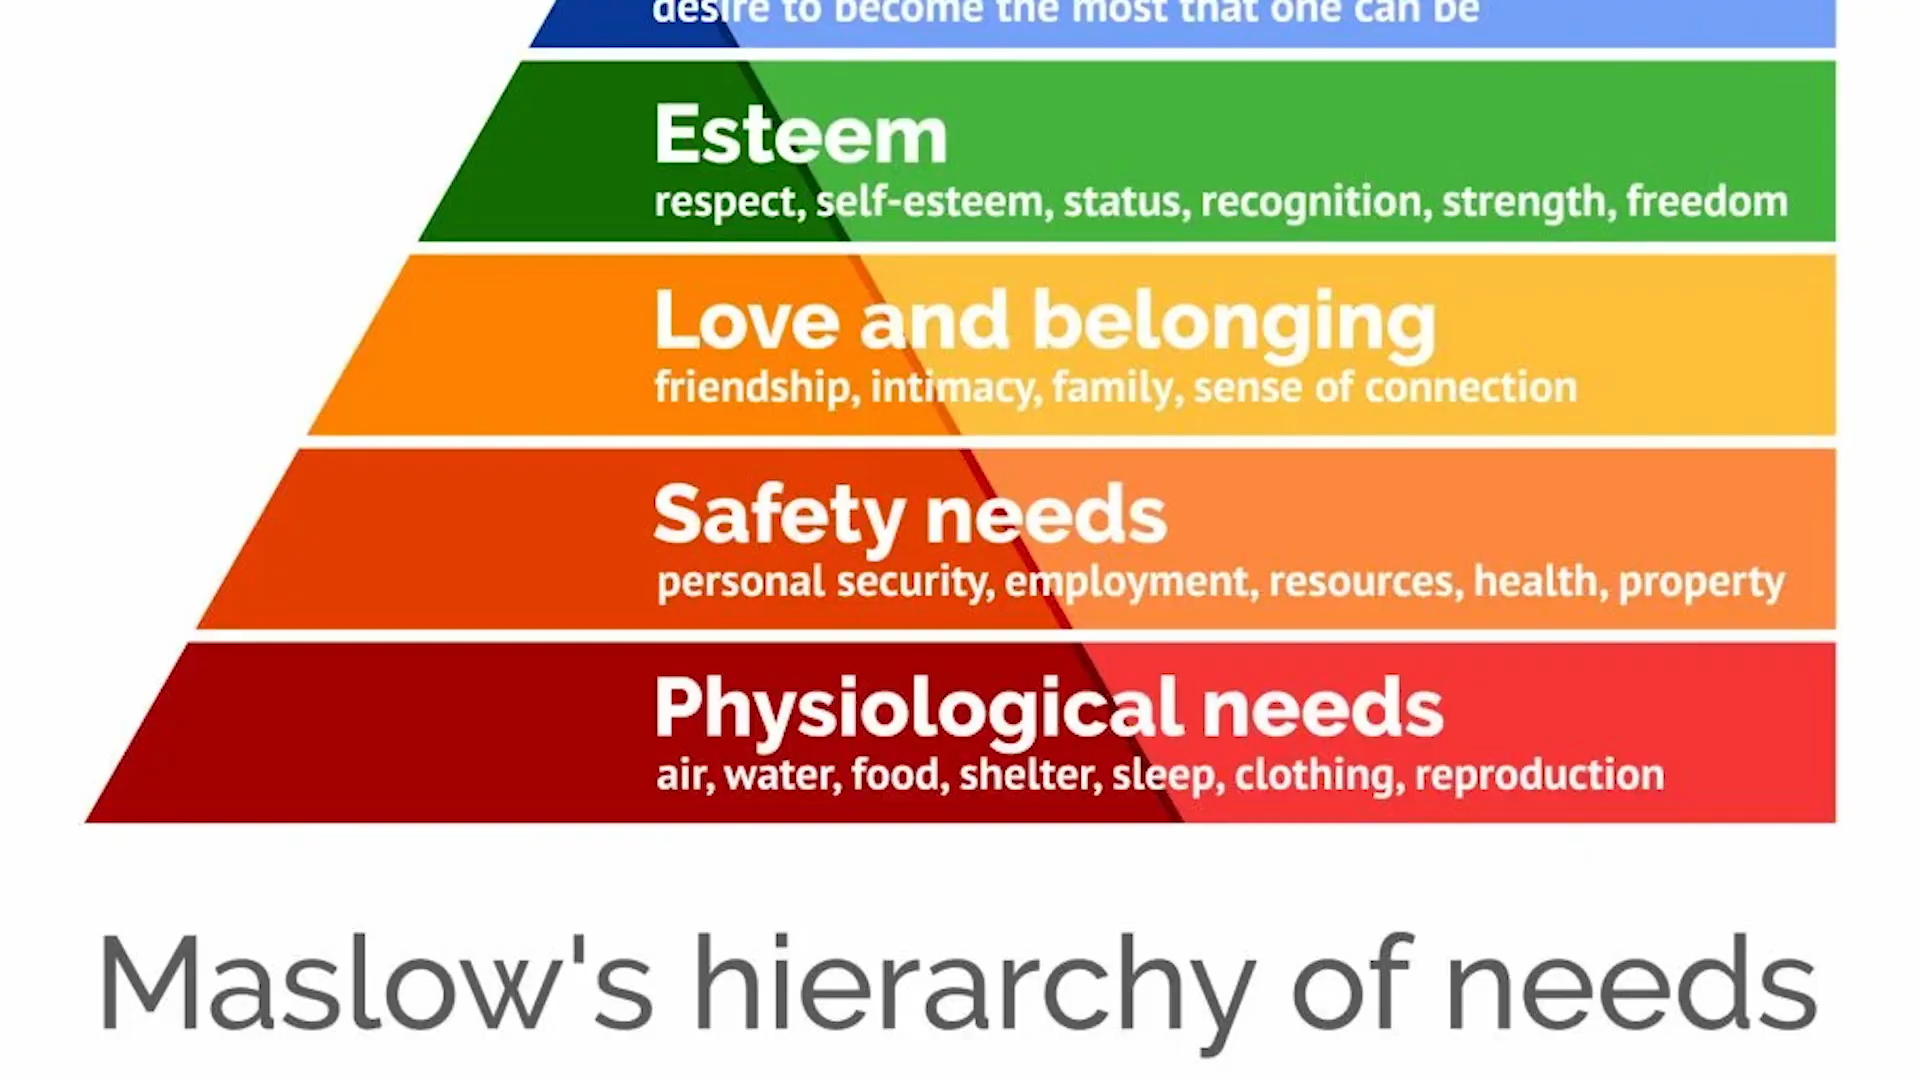 desire to become the most that one can be
Esteem
respect, self-esteem, status, recognition, strength, freedom
Love and belonging
friendship, intimacy, family, sense of connection
Safety needs
personal security, employment, resources, health, property
Physiological needs
air, water, food, shelter, sleep, clothing, reproduction
Maslow's hierarchy of needs